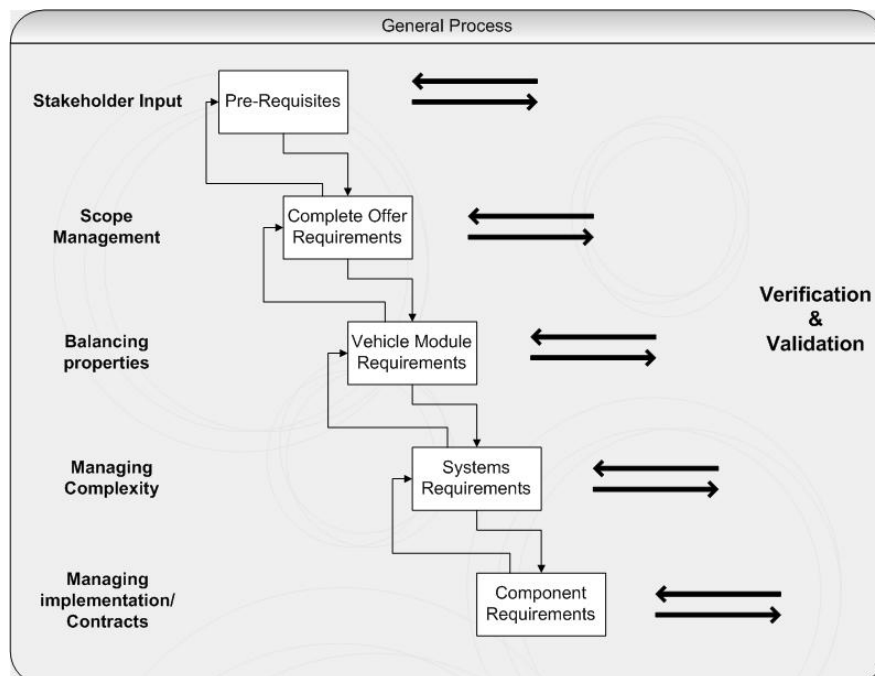 General Process
Stakeholder Input
Pre-Requisites
Scope
Management
Complete Offer
Requirements
Balancing
properties
Vehicle Module
Requirements
Verification
&
Validation
Managing
Complexity
Systems
Requirements
Managing
implementation/
Contracts
Component
Requirements